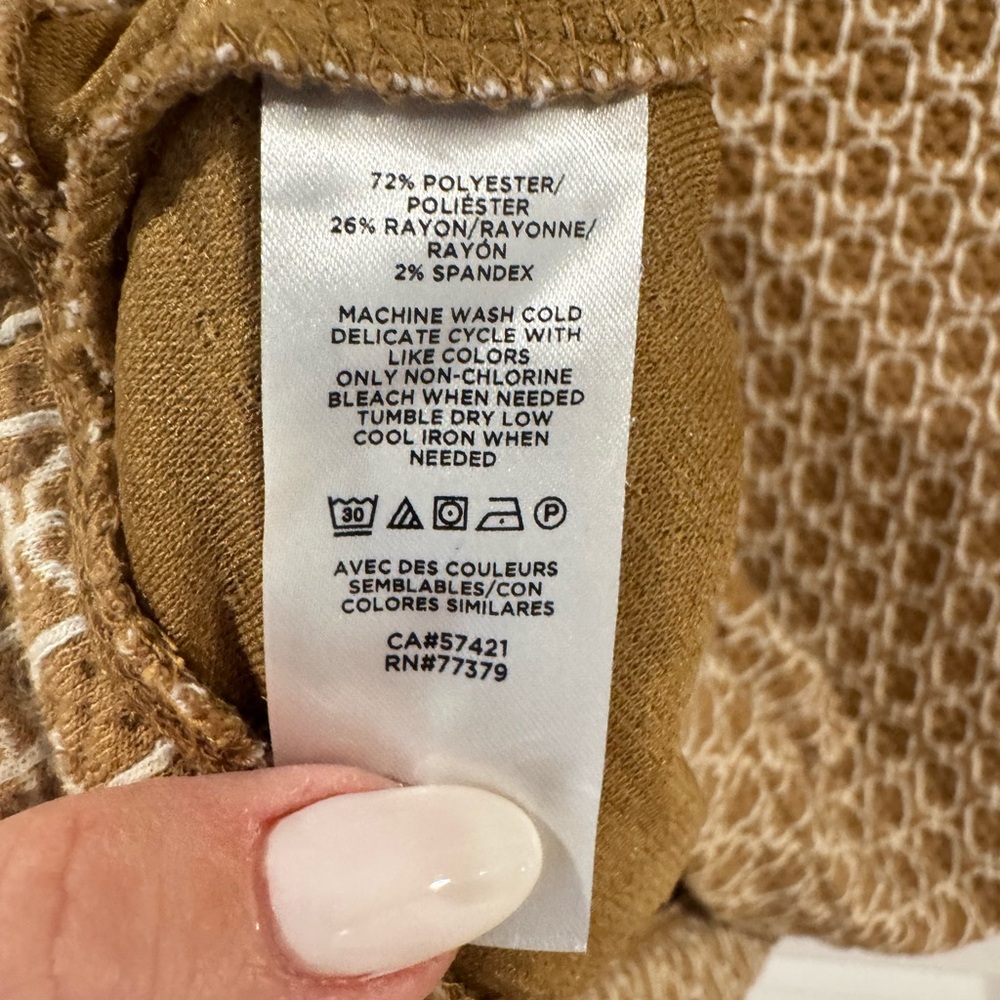 72% POLYESTER/
POLIÉSTER
26% RAYON/RAYONNE/
RAYÓN
2% SPANDEX
MACHINE WASH COLD
DELICATE CYCLE WITH
LIKE COLORS
ONLY NON-CHLORINE
BLEACH WHEN NEEDED
TUMBLE DRY LOW
COOL IRON WHEN
NEEDED
30 P
AVEC DES COULEURS
SEMBLABLES/CON
COLORES SIMILARES
CA#57421
RN#77379